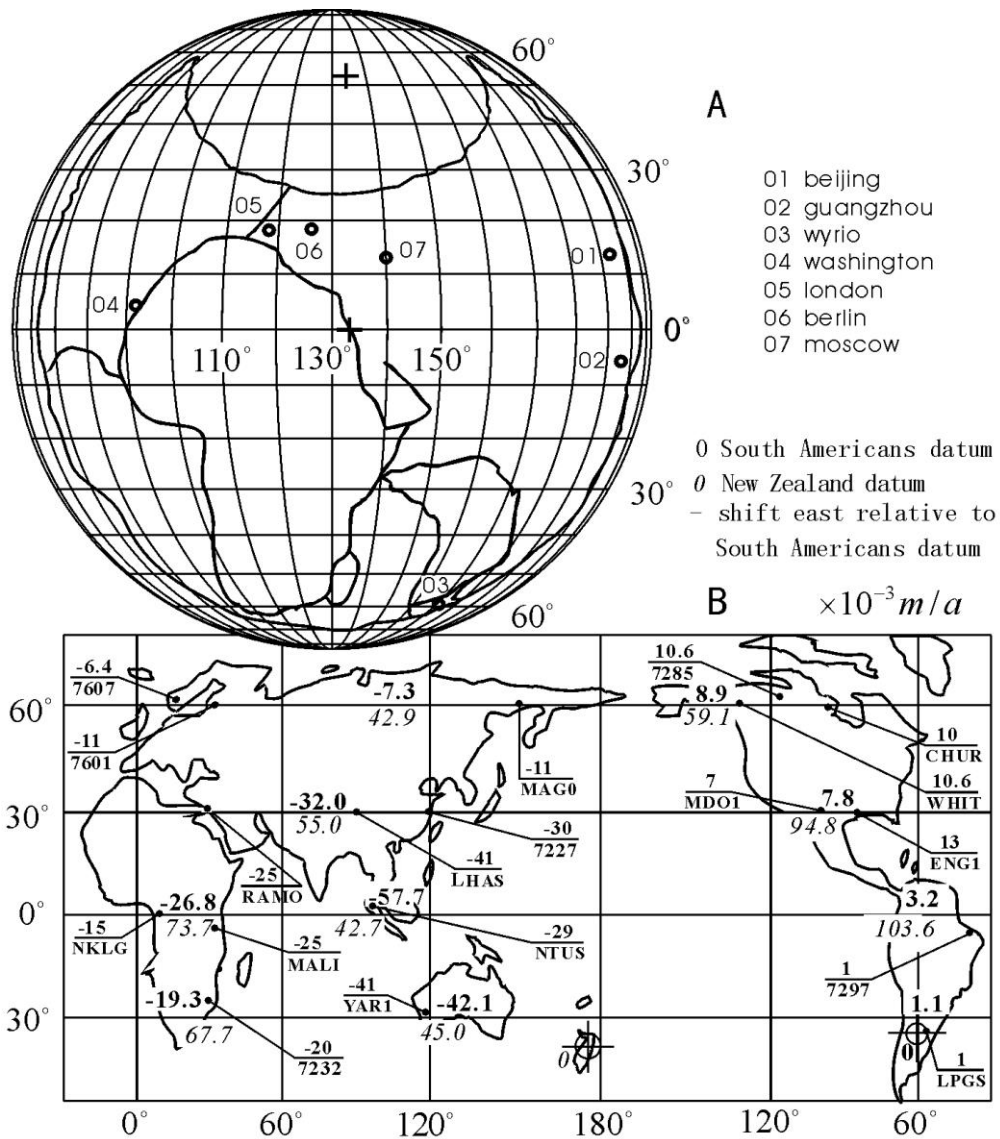 60°
A
30°
01 beijing
02 guangzhou
03 wyrio
04 washington
05 london
06 berlin
07 moscow
05
06
07
01
04
0°
110°
130°
150°
02
30°
0 South Americans datum
0 New Zealand datum
- shift east relative to
South Americans datum
03
60°
B
×10⁻³ m/a
-6.4
7607
-7.3
42.9
10.6
7285
8.9
59.1
60°
-11
7601
-11
MAG0
10
CHUR
10.6
WHIT
7
MDO1
7.8
94.8
-32.0
55.0
30°
-30
7227
13
ENG1
-41
LHAS
-25
RAMO
-57.7
42.7
3.2
103.6
-26.8
73.7
0°
-15
NKLG
-25
MALI
-29
NTUS
1
7297
-41
YAR1
-42.1
45.0
-19.3
67.7
1.1
30°
-20
7232
0
0
1
LPGS
0°
60°
120°
180°
120°
60°